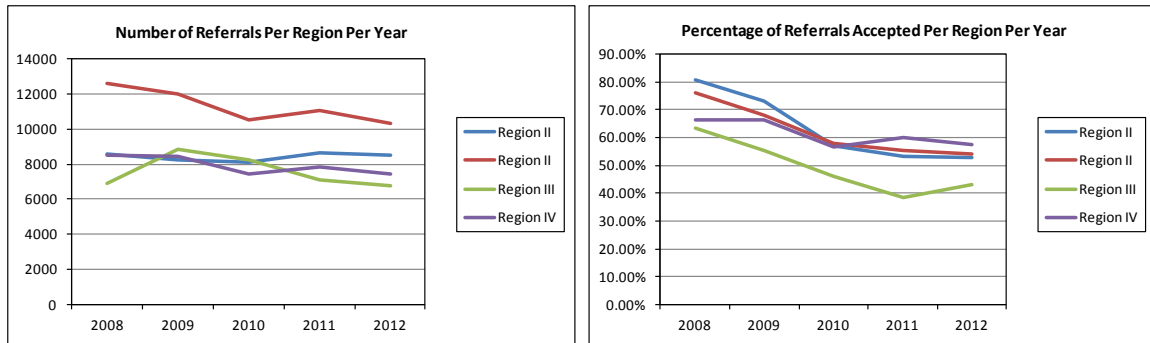 Number of Referrals Per Region Per Year
14000
12000
10000
8000
6000
4000
2000
0
2008 2009 2010 2011 2012
Region II
Region II
Region III
Region IV
Percentage of Referrals Accepted Per Region Per Year
90.00%
80.00%
70.00%
60.00%
50.00%
40.00%
30.00%
20.00%
10.00%
0.00%
2008 2009 2010 2011 2012
Region II
Region II
Region III
Region IV